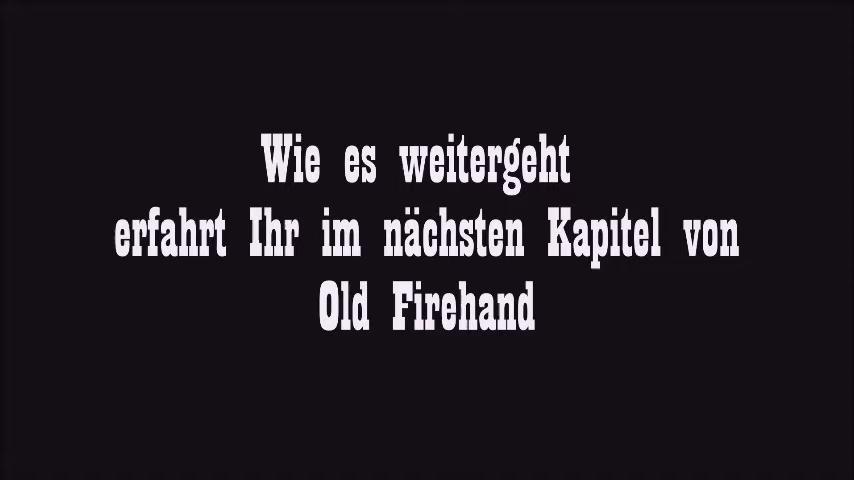 Wie es weitergeht
erfahrt Ihr im nächsten Kapitel von
Old Firehand